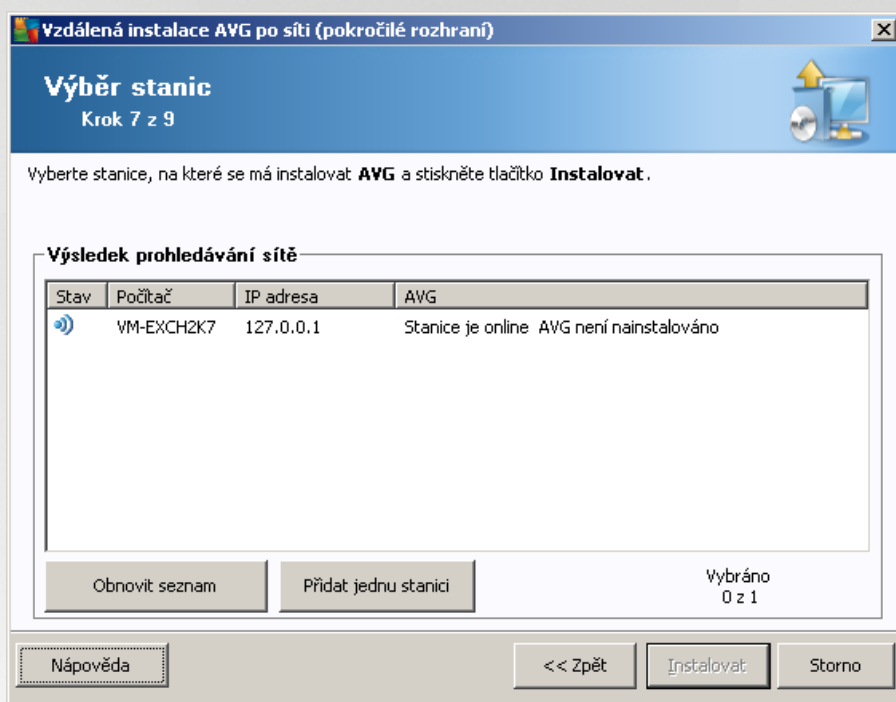 Vzdálená instalace AVG po síti (pokročilé rozhraní)
Výběr stanic
Krok 7 z 9
Vyberte stanice, na které se má instalovat AVG a stiskněte tlačítko Instalovat.
Výsledek prohledávání sítě
Stav Počítač IP adresa AVG
VM-EXCH2K7 127.0.0.1 Stanice je online AVG není nainstalováno
Obnovit seznam Přidat jednu stanici Vybráno
0 z 1
Nápověda << Zpět Instalovat Storno